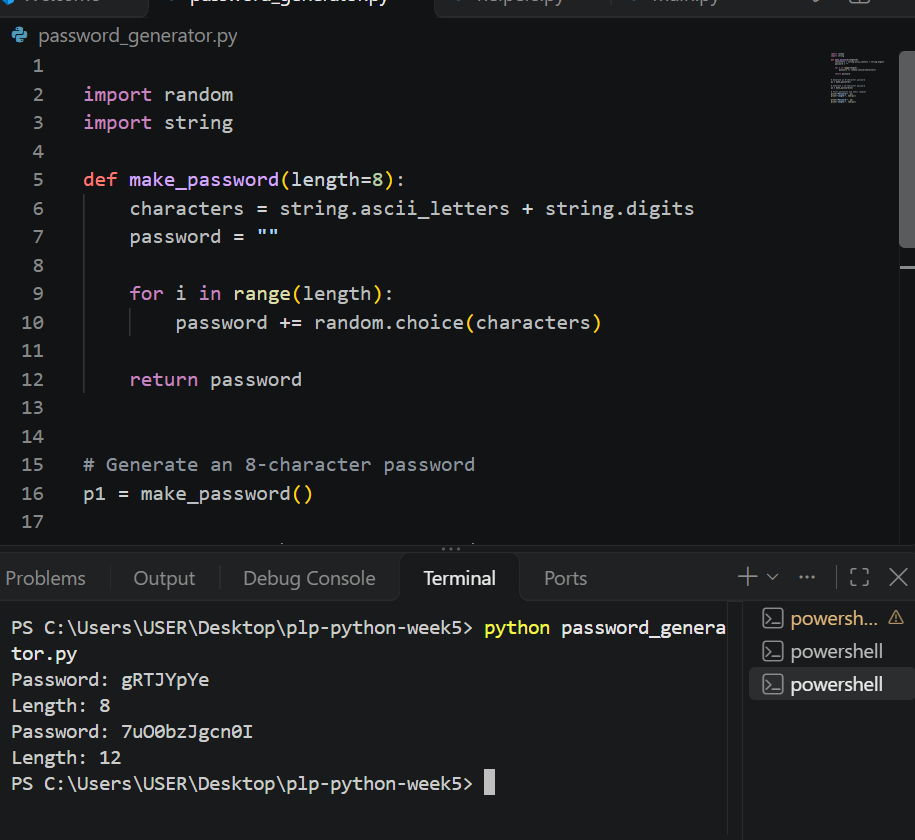 password_generator.py
1
2 import random
3 import string
4
5 def make_password(length=8):
6 characters = string.ascii_letters + string.digits
7 password = ""
8
9 for i in range(length):
10 password += random.choice(characters)
11
12 return password
13
14
15 # Generate an 8-character password
16 p1 = make_password()
17
Problems Output Debug Console Terminal Ports
PS C:\Users\USER\Desktop\plp-python-week5> python password_genera
tor.py
Password: gRTJYpYe
Length: 8
Password: 7uO0bzJgcn0I
Length: 12
PS C:\Users\USER\Desktop\plp-python-week5>
powersh...
powershell
powershell